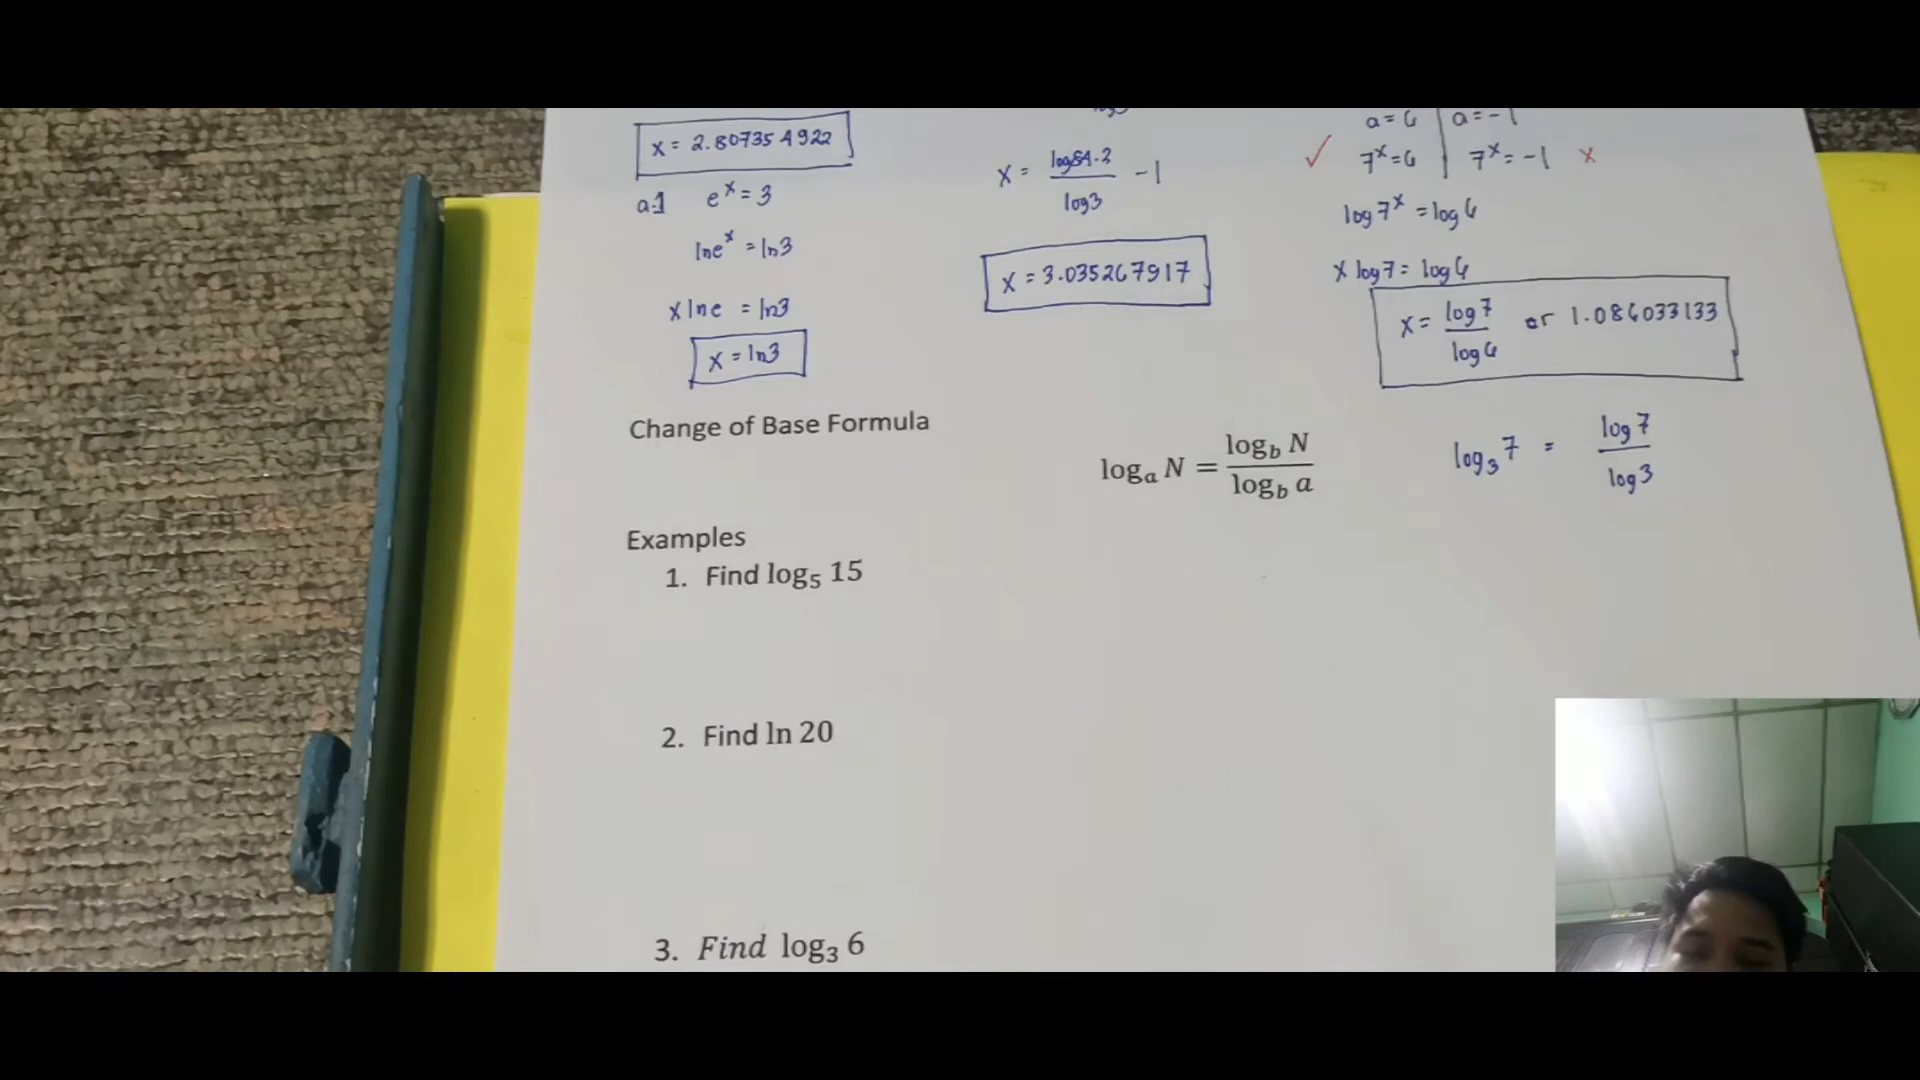 x = 2.807354922
a.1 e^x = 3
ln e^x = ln3
x ln e = ln3
x = ln3
x = log84.2 / log3 - 1
x = 3.035267917
a = 6 | a = -1
✓ 7^x = 6 | 7^x = -1 x
log 7^x = log 6
x log 7 = log 6
x = log 7 / log 6 or 1.086033133
Change of Base Formula
log_a N = log_b N / log_b a
log_3 7 = log 7 / log 3
Examples
1. Find log_5 15
2. Find ln 20
3. Find log_3 6